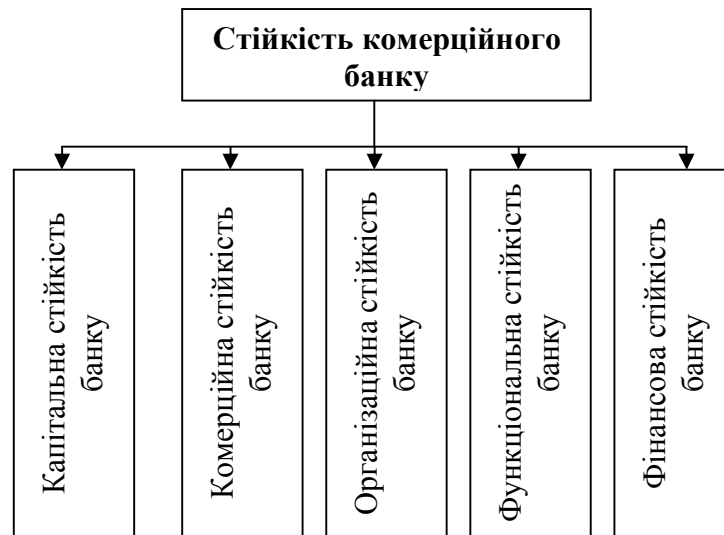 Стійкість комерційного
банку
Капітальна стійкість
банку
Комерційна стійкість
банку
Організаційна стійкість
банку
Функціональна стійкість
банку
Фінансова стійкість
банку